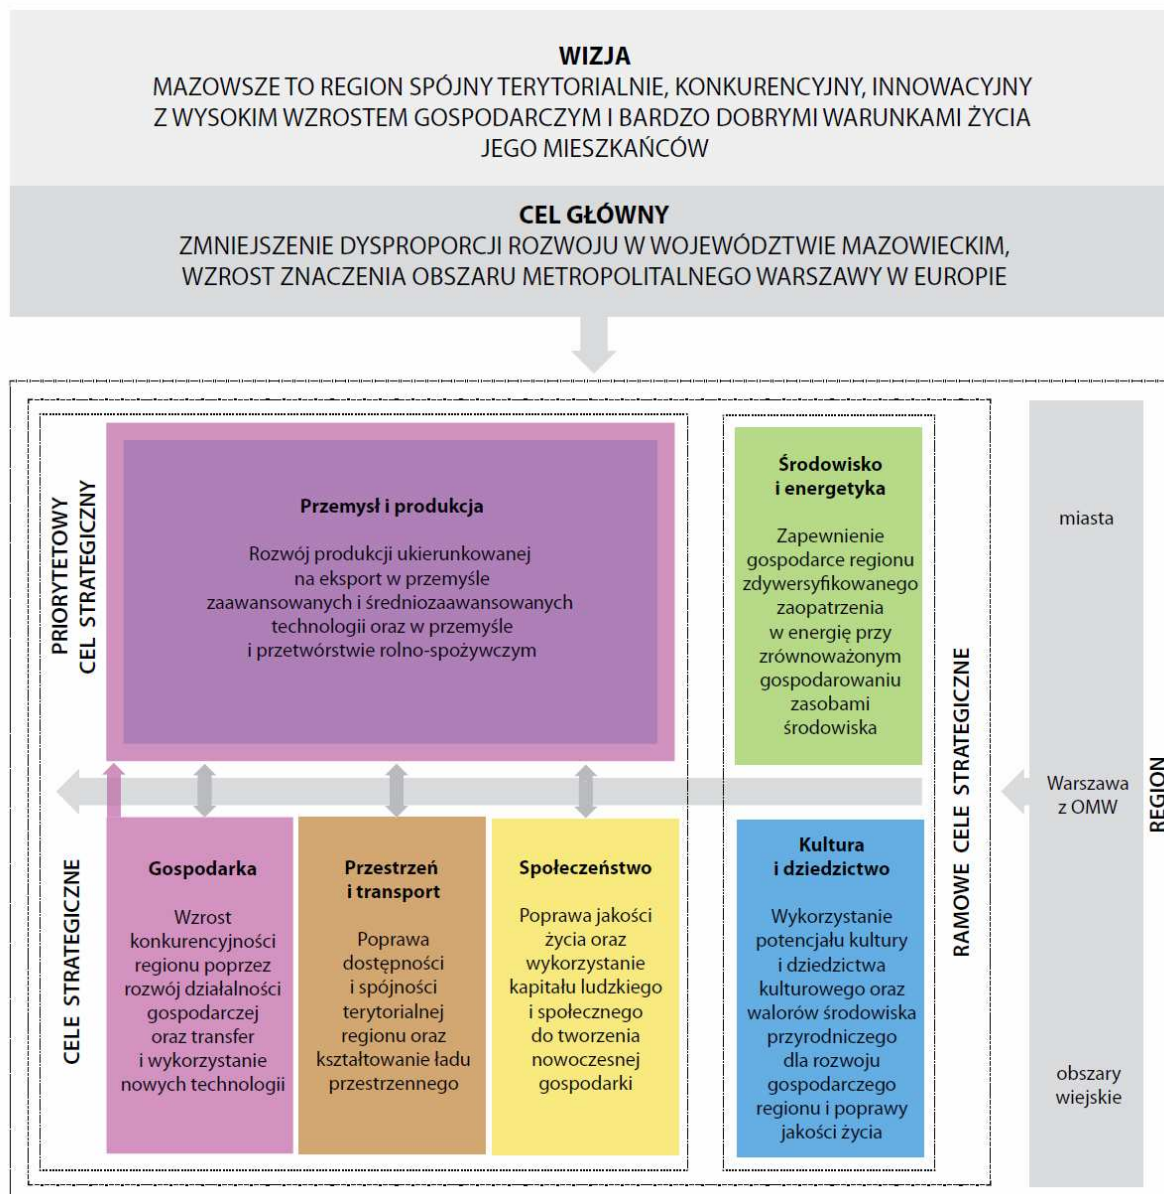 WIZJA
MAZOWSZE TO REGION SPÓJNY TERYTORIALNIE, KONKURENCYJNY, INNOWACYJNY
Z WYSOKIM WZROSTEM GOSPODARCZYM I BARDZO DOBRYMI WARUNKAMI ŻYCIA
JEGO MIESZKAŃCÓW
CEL GŁÓWNY
ZMNIEJSZENIE DYSPROPORCJI ROZWOJU W WOJEWÓDZTWIE MAZOWIECKIM,
WZROST ZNACZENIA OBSZARU METROPOLITALNEGO WARSZAWY W EUROPIE
PRIORYTETOWY
CEL STRATEGICZNY
Przemysł i produkcja
Rozwój produkcji ukierunkowanej
na eksport w przemyśle
zaawansowanych i średniozaawansowanych
technologii oraz w przemyśle
i przetwórstwie rolno-spożywczym
Środowisko
i energetyka
Zapewnienie
gospodarce regionu
zdywersyfikowanego
zaopatrzenia
w energię przy
zrównoważonym
gospodarowaniu
zasobami
środowiska
CELE STRATEGICZNE
Gospodarka
Wzrost
konkurencyjności
regionu poprzez
rozwój działalności
gospodarczej
oraz transfer
i wykorzystanie
nowych technologii
Przestrzeń
i transport
Poprawa
dostępności
i spójności
terytorialnej
regionu oraz
kształtowanie ładu
przestrzennego
Społeczeństwo
Poprawa jakości
życia oraz
wykorzystanie
kapitału ludzkiego
i społecznego
do tworzenia
nowoczesnej
gospodarki
Kultura
i dziedzictwo
Wykorzystanie
potencjału kultury
i dziedzictwa
kulturowego oraz
walorów środowiska
przyrodniczego
dla rozwoju
gospodarczego
regionu i poprawy
jakości życia
RAMOWE CELE STRATEGICZNE
miasta
Warszawa
z OMW
obszary
wiejskie
REGION